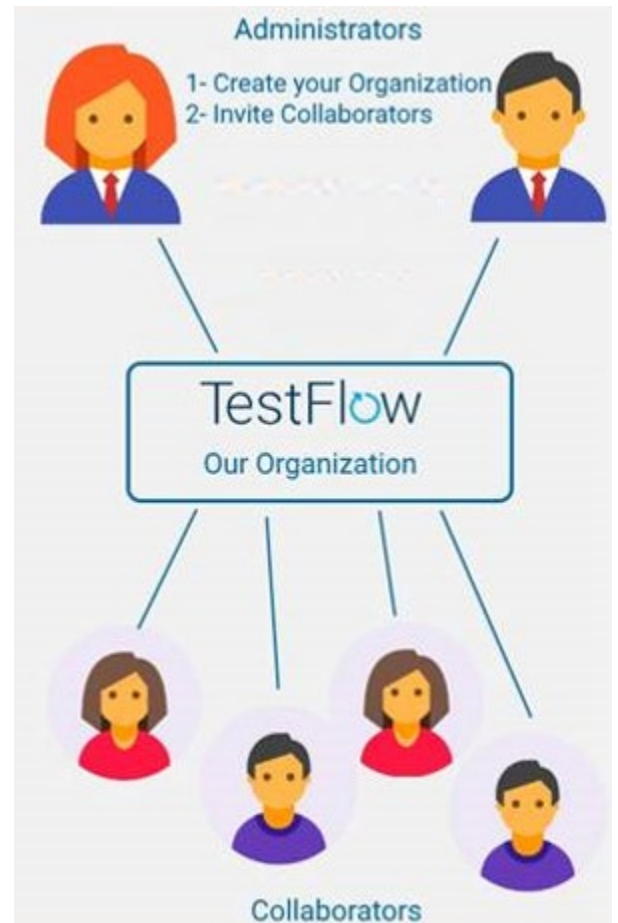 Administrators
1- Create your Organization
2- Invite Collaborators
TestFlow
Our Organization
Collaborators